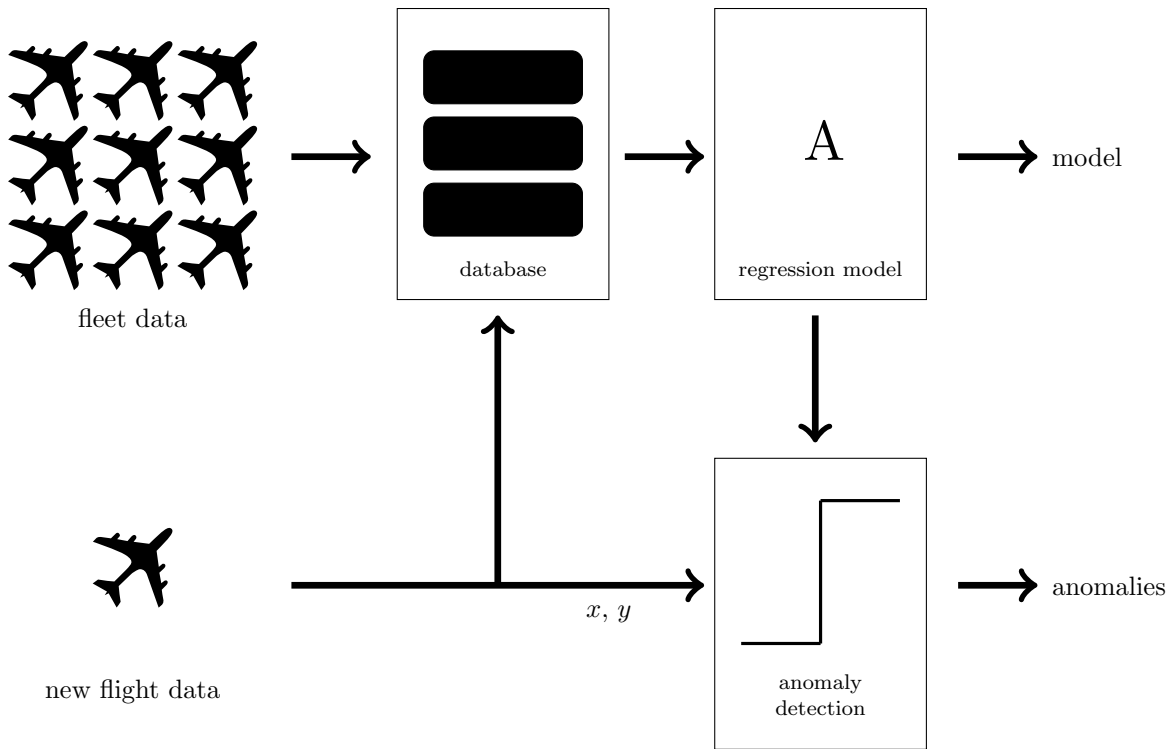 A
model
database
regression model
fleet data
x, y
anomalies
new flight data
anomaly
detection